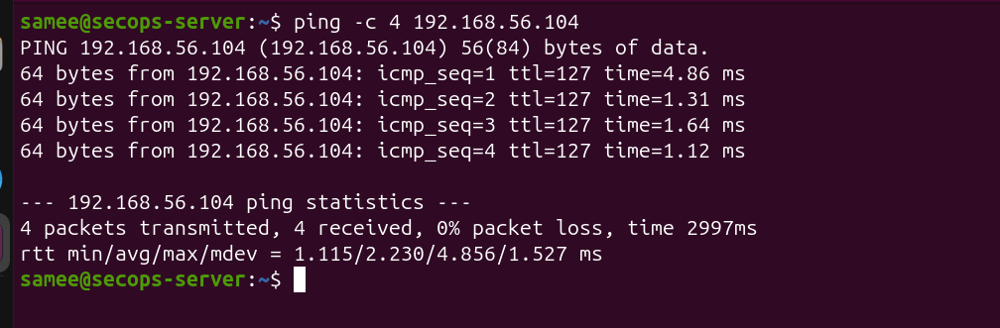 samee@secops-server:~$ ping -c 4 192.168.56.104
PING 192.168.56.104 (192.168.56.104) 56(84) bytes of data.
64 bytes from 192.168.56.104: icmp_seq=1 ttl=127 time=4.86 ms
64 bytes from 192.168.56.104: icmp_seq=2 ttl=127 time=1.31 ms
64 bytes from 192.168.56.104: icmp_seq=3 ttl=127 time=1.64 ms
64 bytes from 192.168.56.104: icmp_seq=4 ttl=127 time=1.12 ms
--- 192.168.56.104 ping statistics ---
4 packets transmitted, 4 received, 0% packet loss, time 2997ms
rtt min/avg/max/mdev = 1.115/2.230/4.856/1.527 ms
samee@secops-server:~$